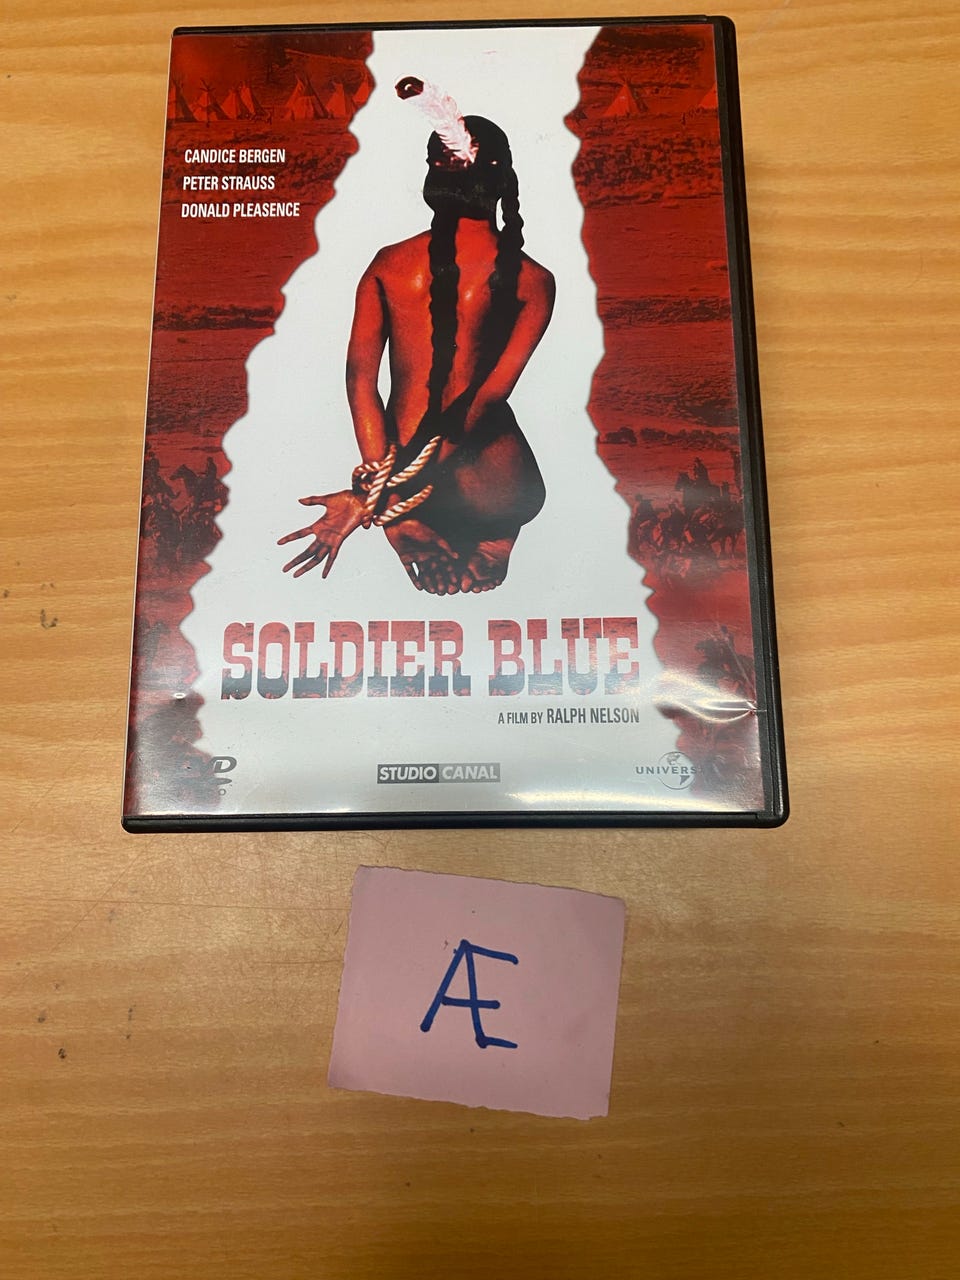 CANDICE BERGEN
PETER STRAUSS
DONALD PLEASENCE
SOLDIER BLUE
A FILM BY RALPH NELSON
STUDIO CANAL
Æ